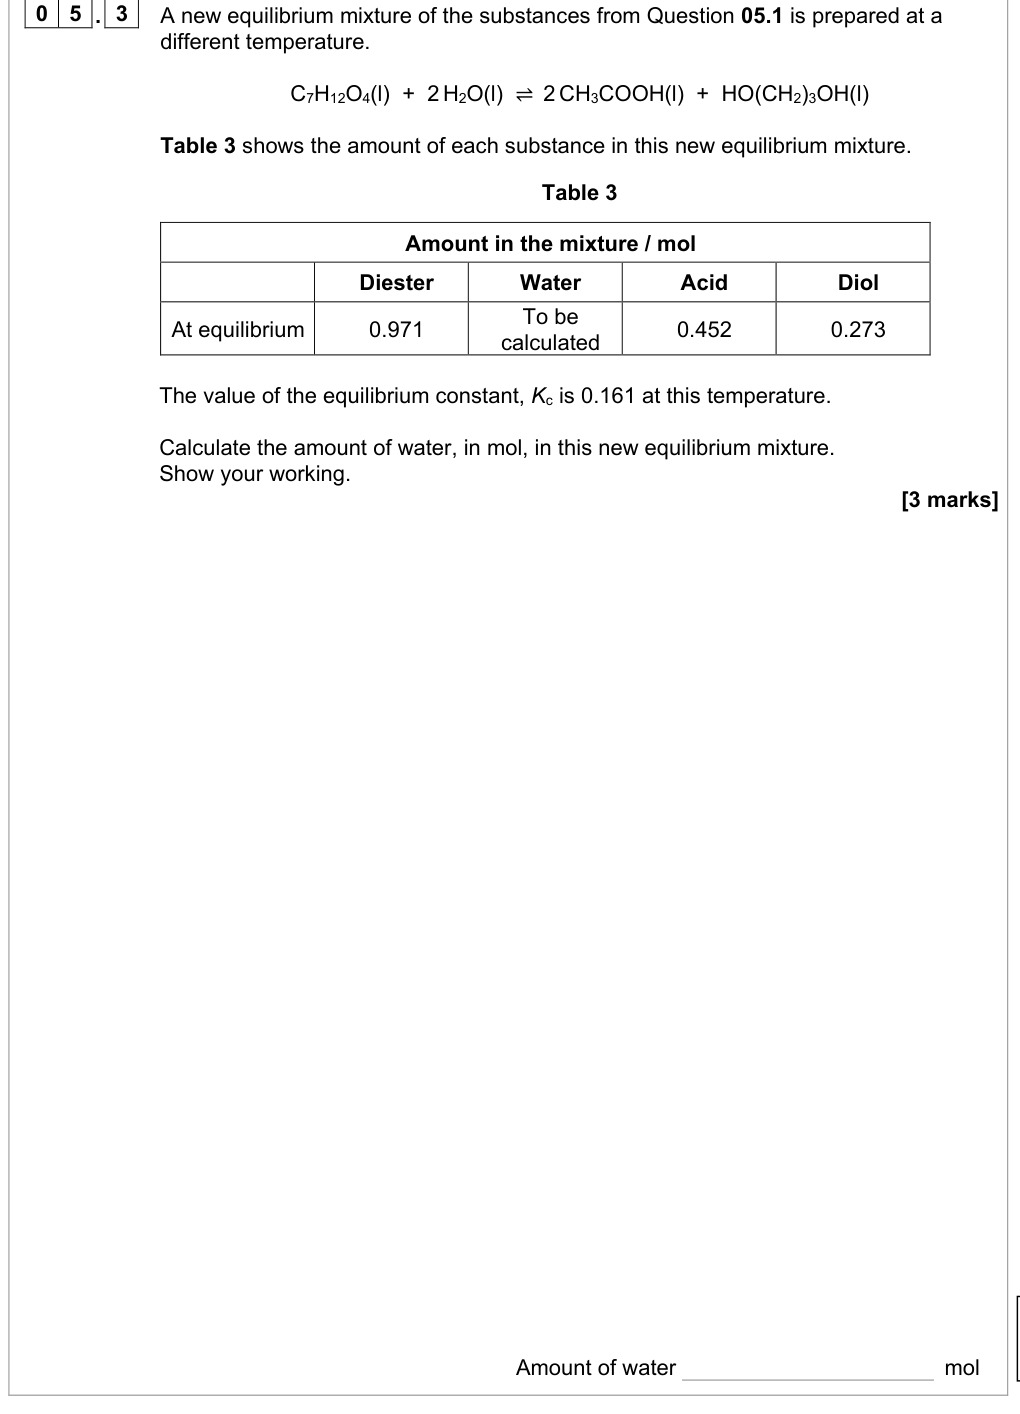 0 5 . 3 A new equilibrium mixture of the substances from Question 05.1 is prepared at a
different temperature.
C₇H₁₂O₄(l) + 2 H₂O(l) ⇌ 2 CH₃COOH(l) + HO(CH₂)₃OH(l)
Table 3 shows the amount of each substance in this new equilibrium mixture.
Table 3
Amount in the mixture / mol
Diester Water Acid Diol
At equilibrium 0.971 To be calculated 0.452 0.273
The value of the equilibrium constant, Kc is 0.161 at this temperature.
Calculate the amount of water, in mol, in this new equilibrium mixture.
Show your working.
[3 marks]
Amount of water mol